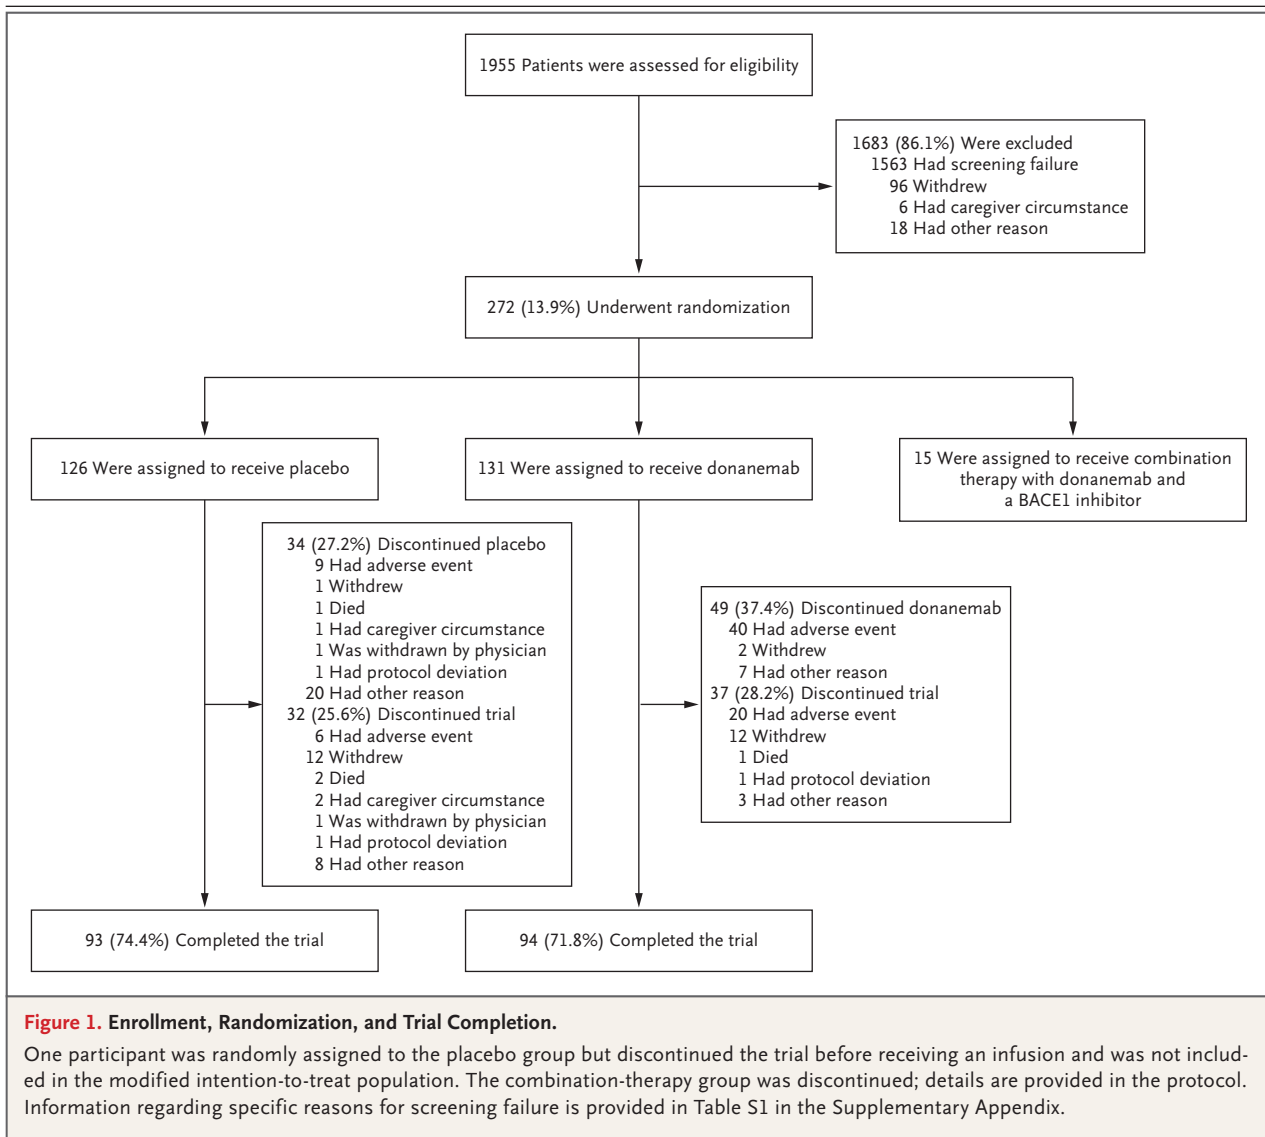 1955 Patients were assessed for eligibility
1683 (86.1%) Were excluded
1563 Had screening failure
96 Withdrew
6 Had caregiver circumstance
18 Had other reason
272 (13.9%) Underwent randomization
126 Were assigned to receive placebo
131 Were assigned to receive donanemab
15 Were assigned to receive combination
therapy with donanemab and
a BACE1 inhibitor
34 (27.2%) Discontinued placebo
9 Had adverse event
1 Withdrew
1 Died
1 Had caregiver circumstance
1 Was withdrawn by physician
1 Had protocol deviation
20 Had other reason
32 (25.6%) Discontinued trial
6 Had adverse event
12 Withdrew
2 Died
2 Had caregiver circumstance
1 Was withdrawn by physician
1 Had protocol deviation
8 Had other reason
49 (37.4%) Discontinued donanemab
40 Had adverse event
2 Withdrew
7 Had other reason
37 (28.2%) Discontinued trial
20 Had adverse event
12 Withdrew
1 Died
1 Had protocol deviation
3 Had other reason
93 (74.4%) Completed the trial
94 (71.8%) Completed the trial
Figure 1. Enrollment, Randomization, and Trial Completion.
One participant was randomly assigned to the placebo group but discontinued the trial before receiving an infusion and was not includ-
ed in the modified intention-to-treat population. The combination-therapy group was discontinued; details are provided in the protocol.
Information regarding specific reasons for screening failure is provided in Table S1 in the Supplementary Appendix.